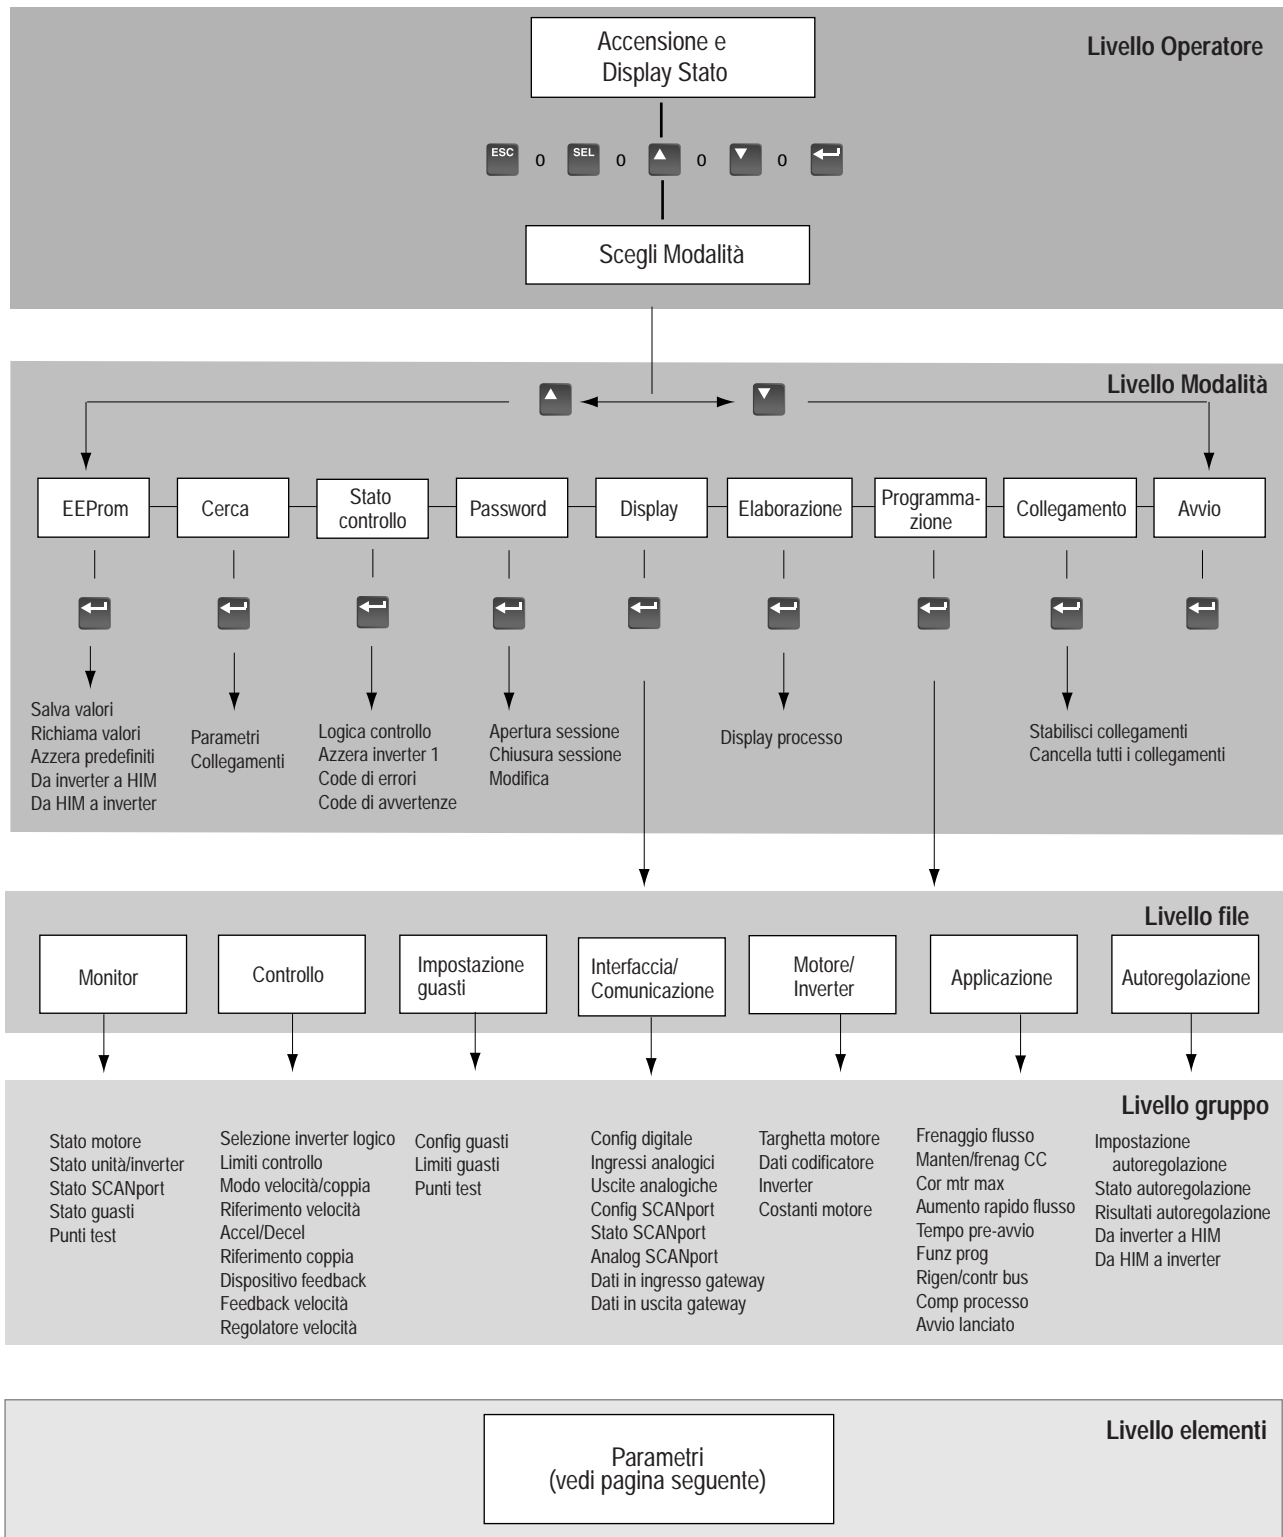 Livello Operatore
Accensione e
Display Stato
ESC o SEL o o o
Scegli Modalità
Livello Modalità
EEProm
Cerca
Stato
controllo
Password
Display
Elaborazione
Programma-
zione
Collegamento
Avvio
Salva valori
Richiama valori
Azzera predefiniti
Da inverter a HIM
Da HIM a inverter
Parametri
Collegamenti
Logica controllo
Azzera inverter 1
Code di errori
Code di avvertenze
Apertura sessione
Chiusura sessione
Modifica
Display processo
Stabilisci collegamenti
Cancella tutti i collegamenti
Livello file
Monitor
Controllo
Impostazione
guasti
Interfaccia/
Comunicazione
Motore/
Inverter
Applicazione
Autoregolazione
Livello gruppo
Stato motore
Stato unità/inverter
Stato SCANport
Stato guasti
Punti test
Selezione inverter logico
Limiti controllo
Modo velocità/coppia
Riferimento velocità
Accel/Decel
Riferimento coppia
Dispositivo feedback
Feedback velocità
Regolatore velocità
Config guasti
Limiti guasti
Punti test
Config digitale
Ingressi analogici
Uscite analogiche
Config SCANport
Stato SCANport
Analog SCANport
Dati in ingresso gateway
Dati in uscita gateway
Targhetta motore
Dati codificatore
Inverter
Costanti motore
Frenaggio flusso
Manten/frenag CC
Cor mtr max
Aumento rapido flusso
Tempo pre-avvio
Funz prog
Rigen/contr bus
Comp processo
Avvio lanciato
Impostazione
autoregolazione
Stato autoregolazione
Risultati autoregolazione
Da inverter a HIM
Da HIM a inverter
Livello elementi
Parametri
(vedi pagina seguente)